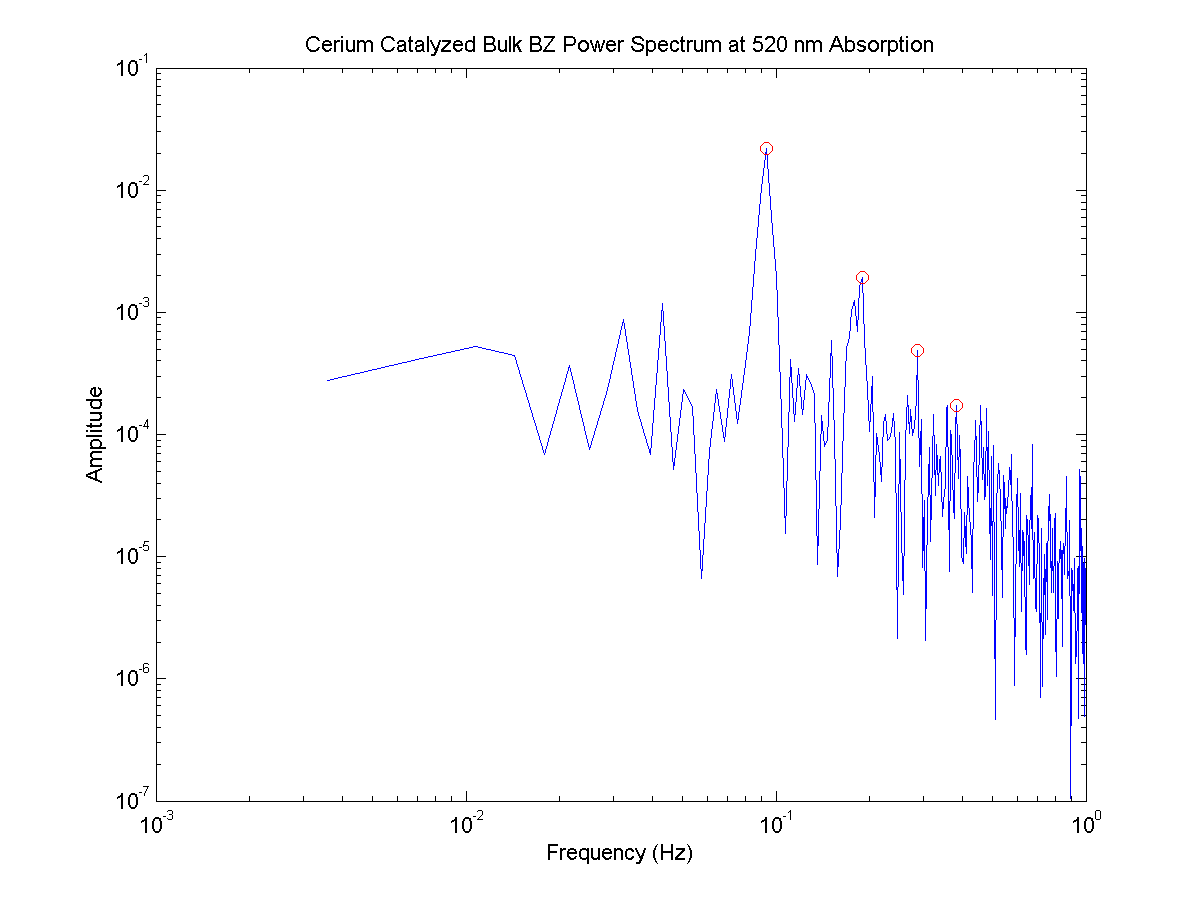 Cerium Catalyzed Bulk BZ Power Spectrum at 520 nm Absorption
10^-1
10^-2
10^-3
10^-4
10^-5
10^-6
10^-7
Amplitude
10^-3 10^-2 10^-1 10^0
Frequency (Hz)